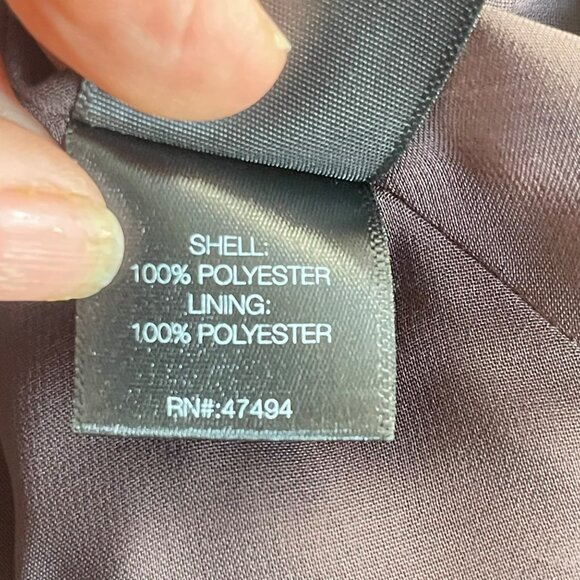 SHELL:
100% POLYESTER
LINING:
100% POLYESTER
RN#:47494